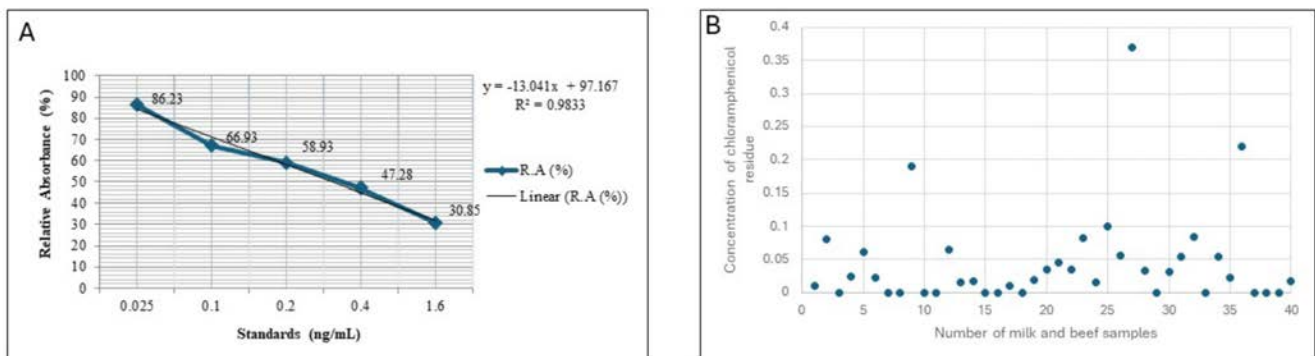 A
100
90
80
70
60
50
40
30
20
10
0
Relative Absorbance (%)
86.23
66.93
58.93
47.28
30.85
0.025 0.1 0.2 0.4 1.6
Standards (ng/mL)
y = -13.041x + 97.167
R² = 0.9833
R.A (%)
Linear (R.A (%))
B
0.4
0.35
0.3
0.25
0.2
0.15
0.1
0.05
0
Concentration of chloramphenicol
residue
0 5 10 15 20 25 30 35 40
Number of milk and beef samples